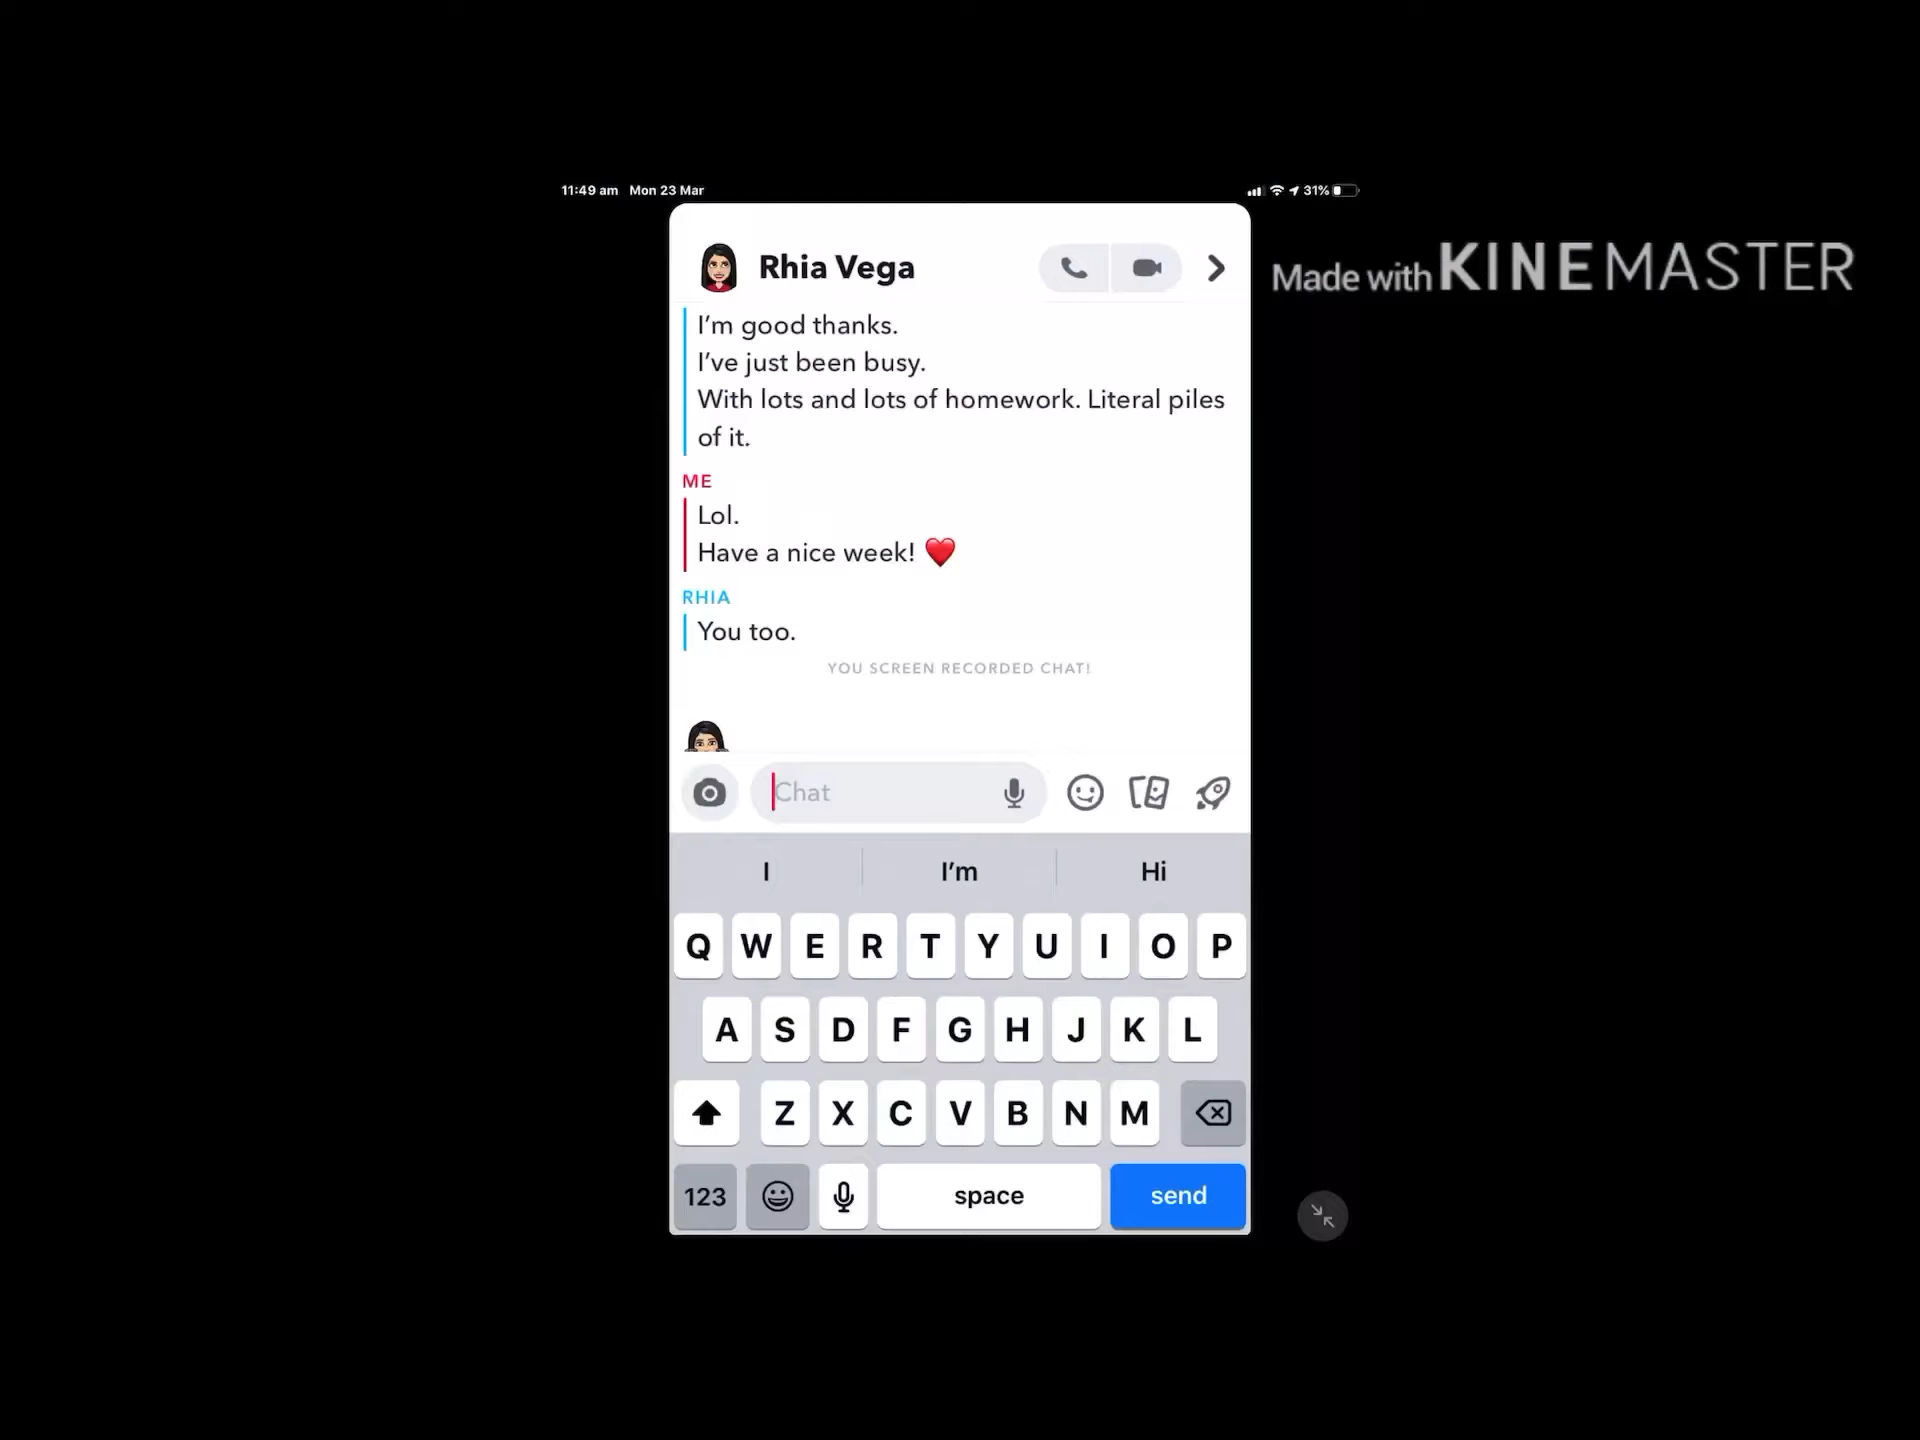 11:49 am Mon 23 Mar
31%
Rhia Vega
Made with KINEMASTER
I'm good thanks.
I've just been busy.
With lots and lots of homework. Literal piles
of it.
ME
Lol.
Have a nice week! ❤️
RHIA
You too.
YOU SCREEN RECORDED CHAT!
Chat
I I'm Hi
Q W E R T Y U I O P
A S D F G H J K L
Z X C V B N M
123 space send